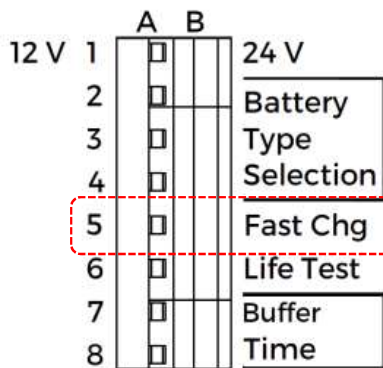 A B
12 V 1 24 V
2 Battery
3 Type
4 Selection
5 Fast Chg
6 Life Test
7 Buffer
8 Time